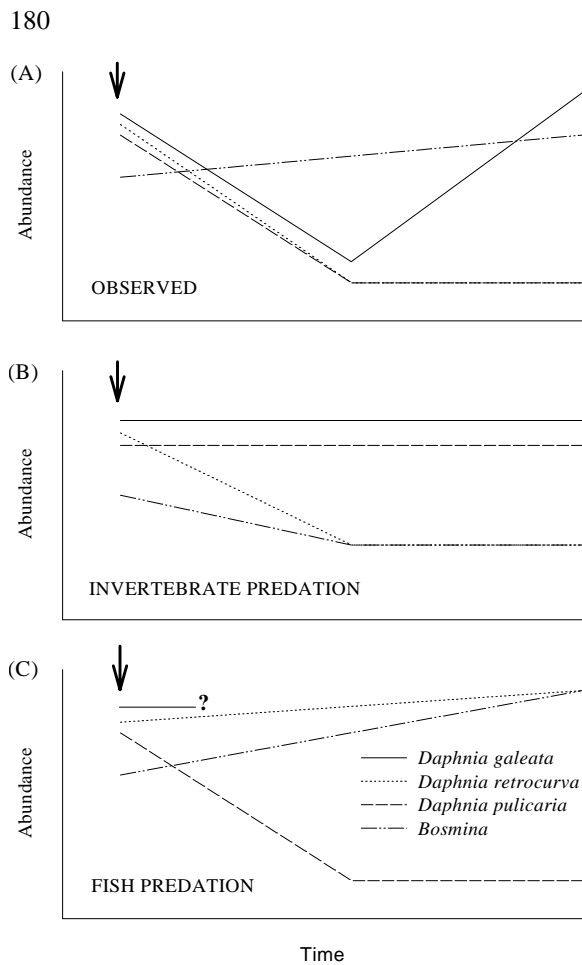 180
(A)
Abundance
OBSERVED
(B)
Abundance
INVERTEBRATE PREDATION
(C)
?
Abundance
Daphnia galeata
Daphnia retrocurva
Daphnia pulicaria
Bosmina
FISH PREDATION
Time